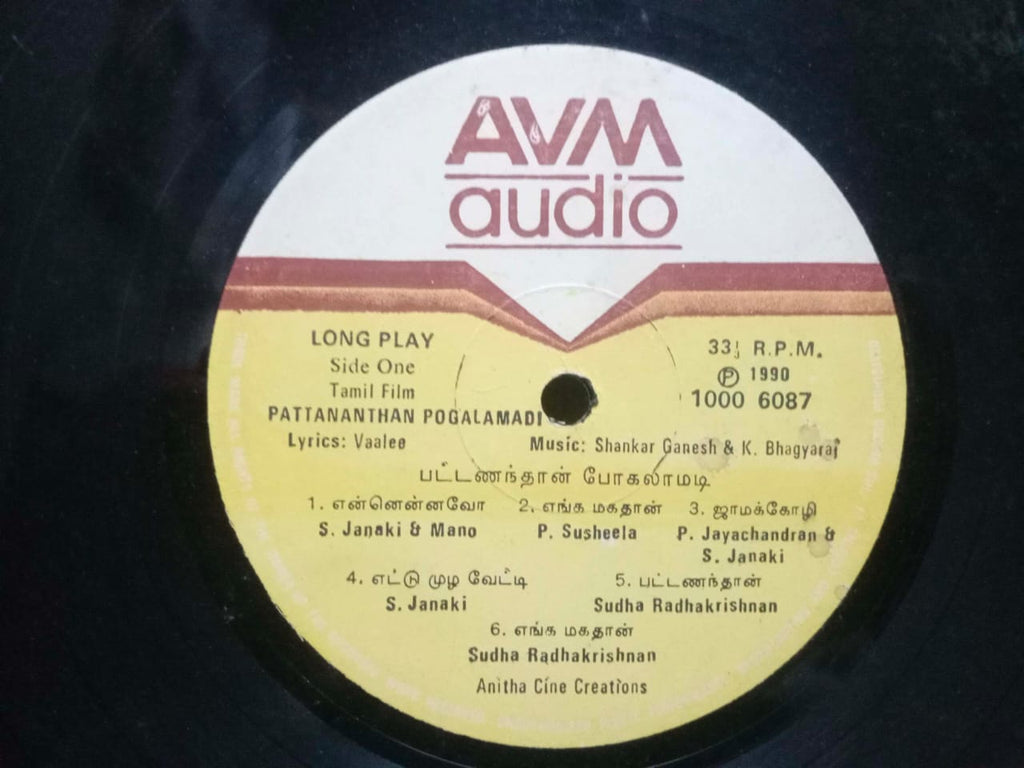 AVM
audio
LONG PLAY
Side One
Tamil Film
PATTANANTHAN POGALAMADI
Lyrics: Vaalee
33⅓ R.P.M.
Ⓟ 1990
1000 6087
Music: Shankar Ganesh & K. Bhagyaraj
பட்டணந்தான் போகலாமடி
1. என்னென்னவோ 2. எங்க மகதான் 3. ஜாமக்கோழி
S. Janaki & Mano P. Susheela P. Jayachandran &
S. Janaki
4. எட்டு முழ வேட்டி 5. பட்டணந்தான்
S. Janaki Sudha Radhakrishnan
6. எங்க மகதான்
Sudha Radhakrishnan
Anitha Cine Creations